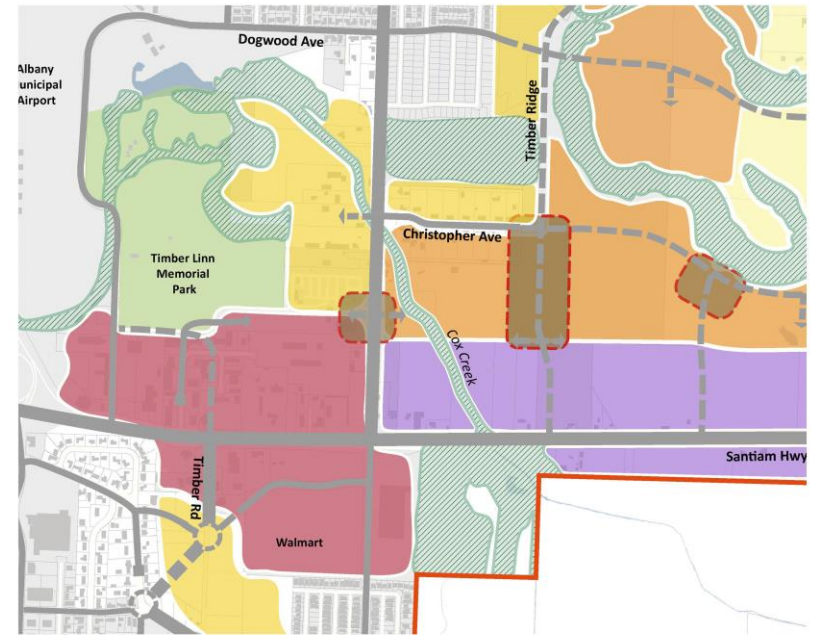 Dogwood Ave
Albany
unicipal
Airport
Timber Ridge
Christopher Ave
Timber Linn
Memorial
Park
Cox Creek
Santiam Hwy
Timber Rd
Walmart